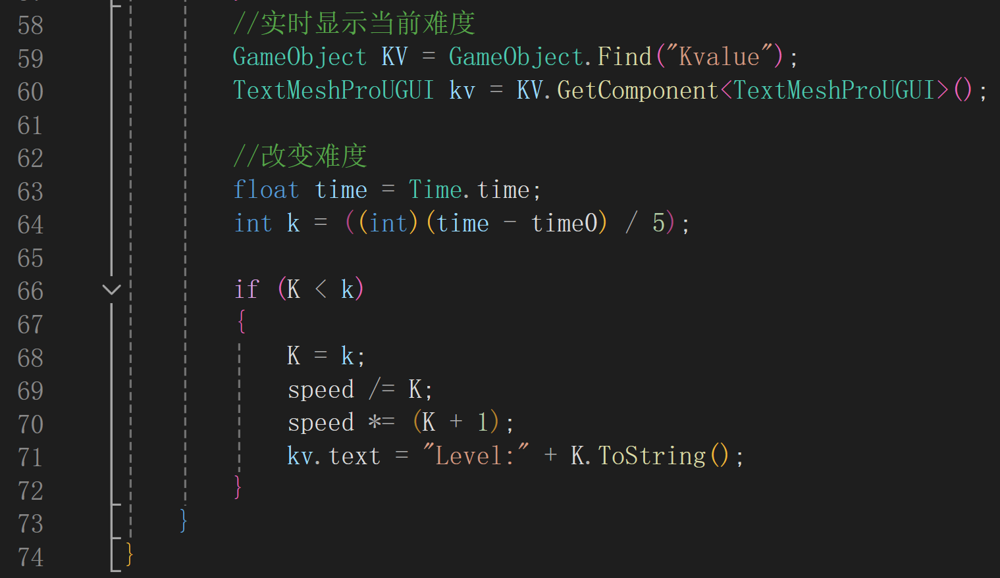 58 //实时显示当前难度
59 GameObject KV = GameObject.Find("Kvalue");
60 TextMeshProUGUI kv = KV.GetComponent<TextMeshProUGUI>();
61
62 //改变难度
63 float time = Time.time;
64 int k = ((int)(time - time0) / 5);
65
66 if (K < k)
67 {
68 K = k;
69 speed /= K;
70 speed *= (K + 1);
71 kv.text = "Level:" + K.ToString();
72 }
73 }
74 }